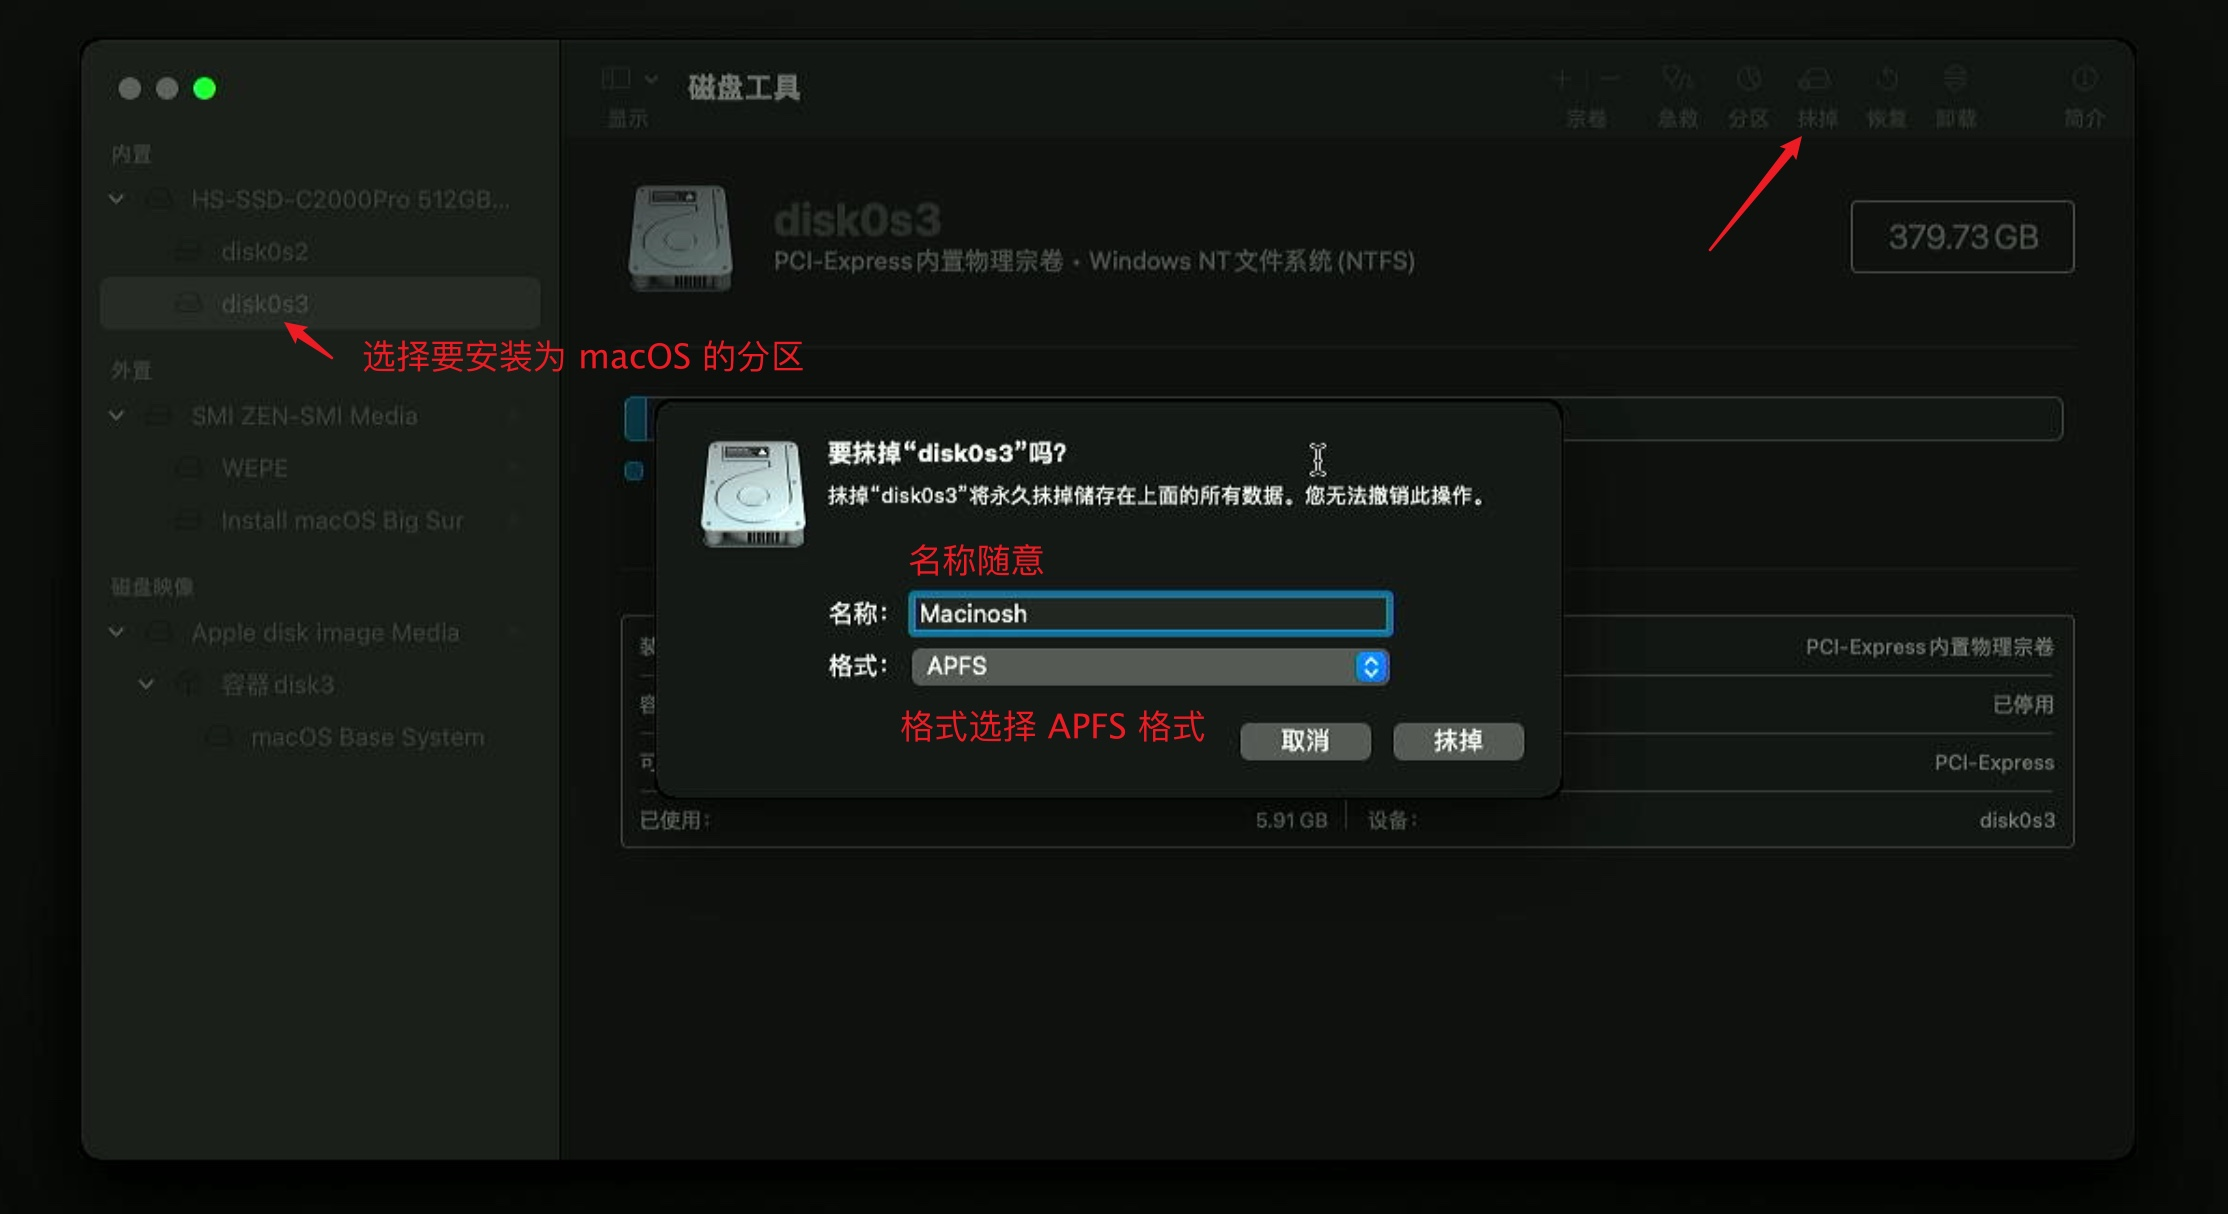 磁盘工具
显示
宗卷
急救
分区
抹掉
恢复
卸载
简介
内置
HS-SSD-C2000Pro 512GB...
disk0s2
disk0s3
选择要安装为 macOS 的分区
外置
SMI ZEN-SMI Media
WEPE
Install macOS Big Sur
磁盘映像
Apple disk image Media
容器 disk3
macOS Base System
disk0s3
PCI-Express内置物理宗卷 • Windows NT文件系统 (NTFS)
379.73 GB
要抹掉“disk0s3”吗?
抹掉“disk0s3”将永久抹掉储存在上面的所有数据。您无法撤销此操作。
名称随意
名称: Macinosh
格式: APFS
格式选择 APFS 格式
取消
抹掉
PCI-Express内置物理宗卷
已停用
PCI-Express
已使用: 5.91 GB
设备: disk0s3